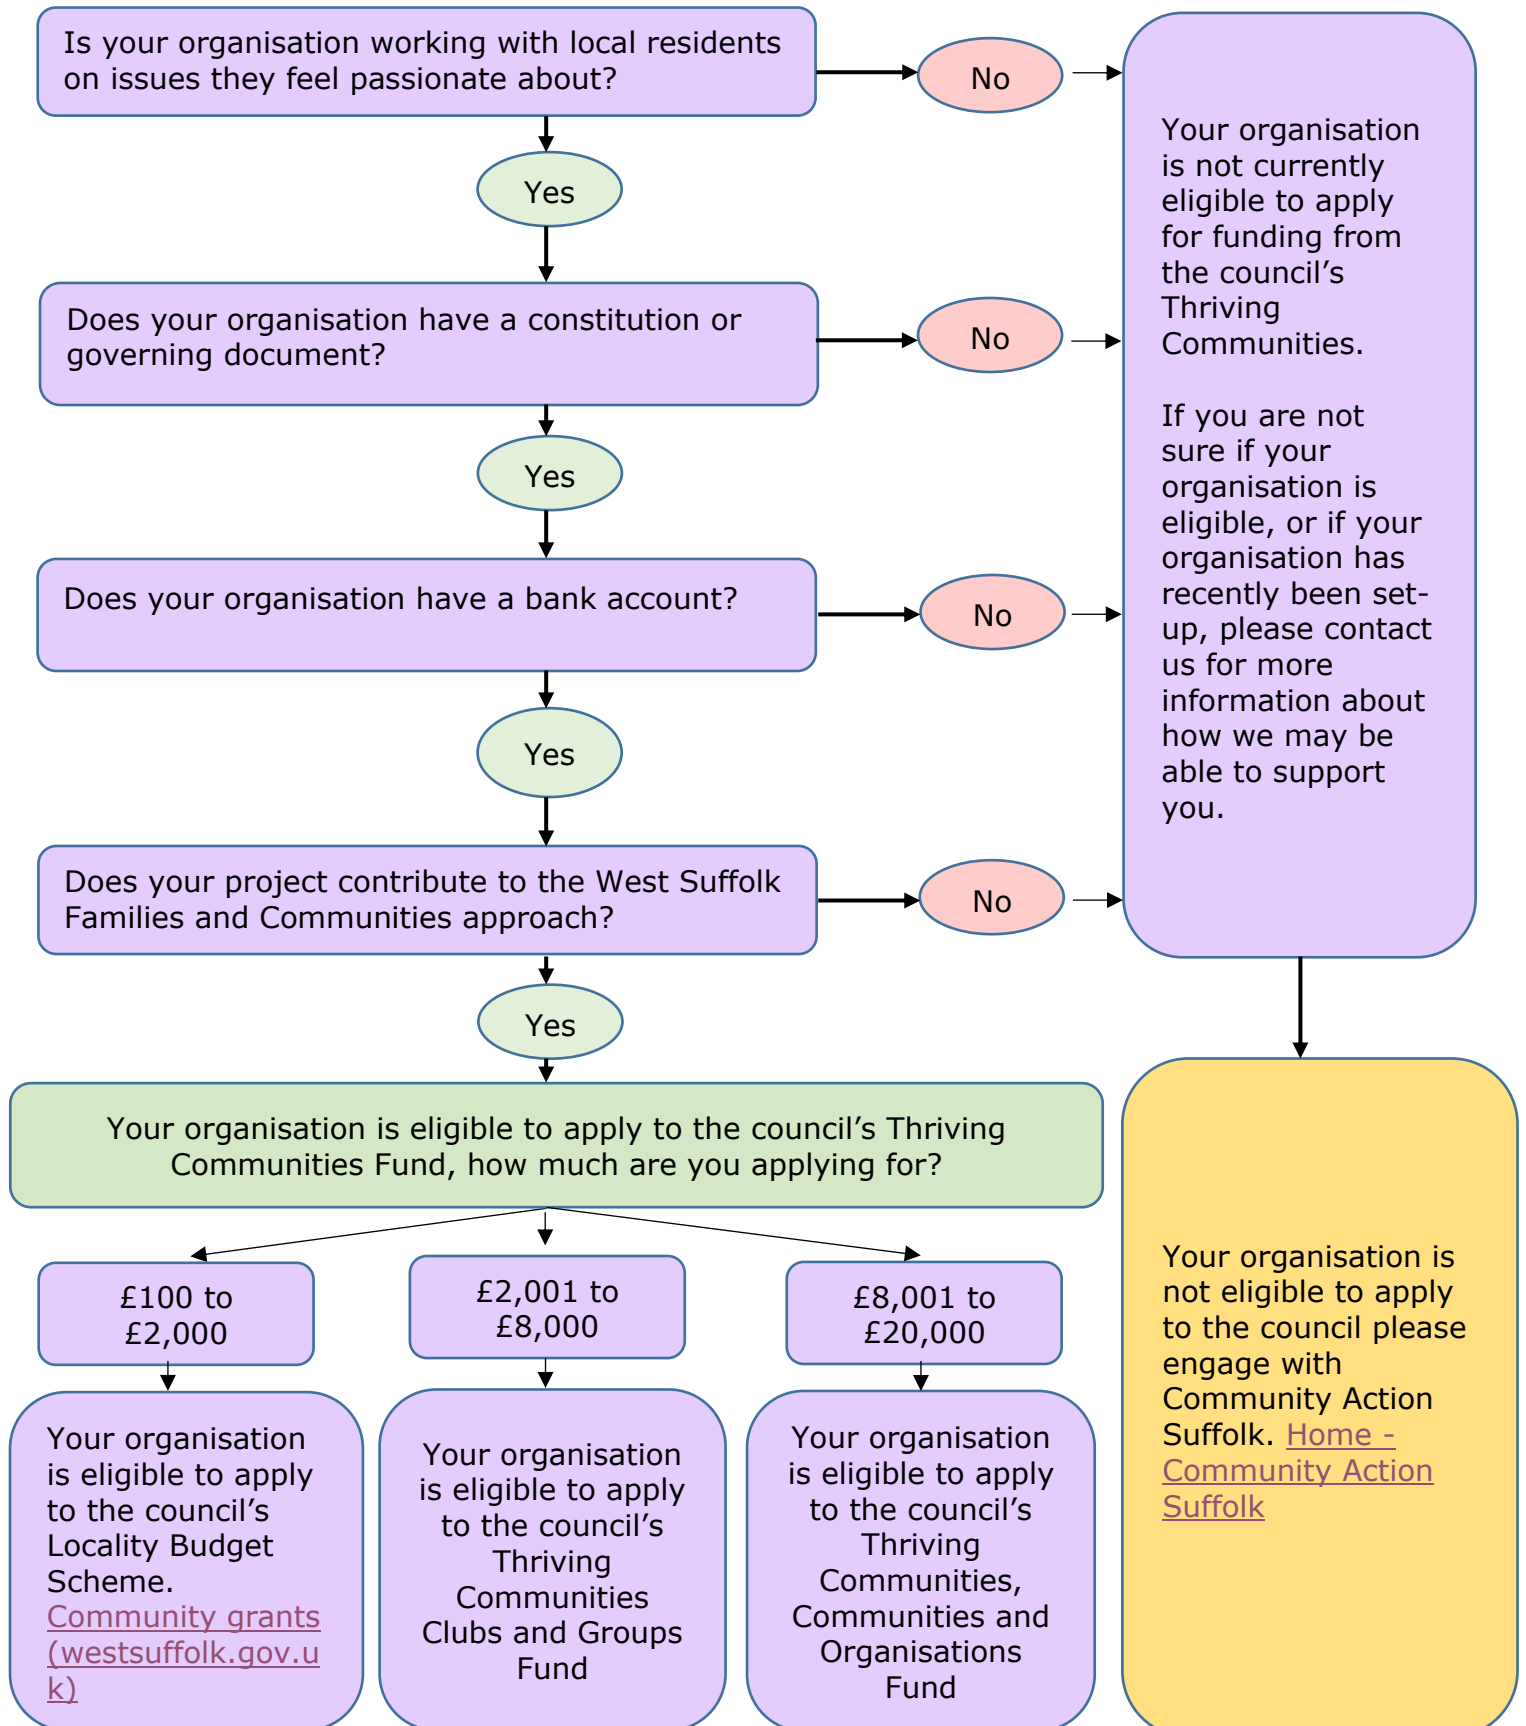 Is your organisation working with local residents
on issues they feel passionate about?
No
Yes
Does your organisation have a constitution or
governing document?
No
Yes
Does your organisation have a bank account?
No
Yes
Does your project contribute to the West Suffolk
Families and Communities approach?
No
Yes
Your organisation
is not currently
eligible to apply
for funding from
the council’s
Thriving
Communities.
If you are not
sure if your
organisation is
eligible, or if your
organisation has
recently been set-
up, please contact
us for more
information about
how we may be
able to support
you.
Your organisation is eligible to apply to the council’s Thriving
Communities Fund, how much are you applying for?
£100 to
£2,000
£2,001 to
£8,000
£8,001 to
£20,000
Your organisation
is eligible to apply
to the council’s
Locality Budget
Scheme.
Community grants
(westsuffolk.gov.u
k)
Your organisation
is eligible to apply
to the council’s
Thriving
Communities
Clubs and Groups
Fund
Your organisation
is eligible to apply
to the council’s
Thriving
Communities,
Communities and
Organisations
Fund
Your organisation is
not eligible to apply
to the council please
engage with
Community Action
Suffolk. Home -
Community Action
Suffolk